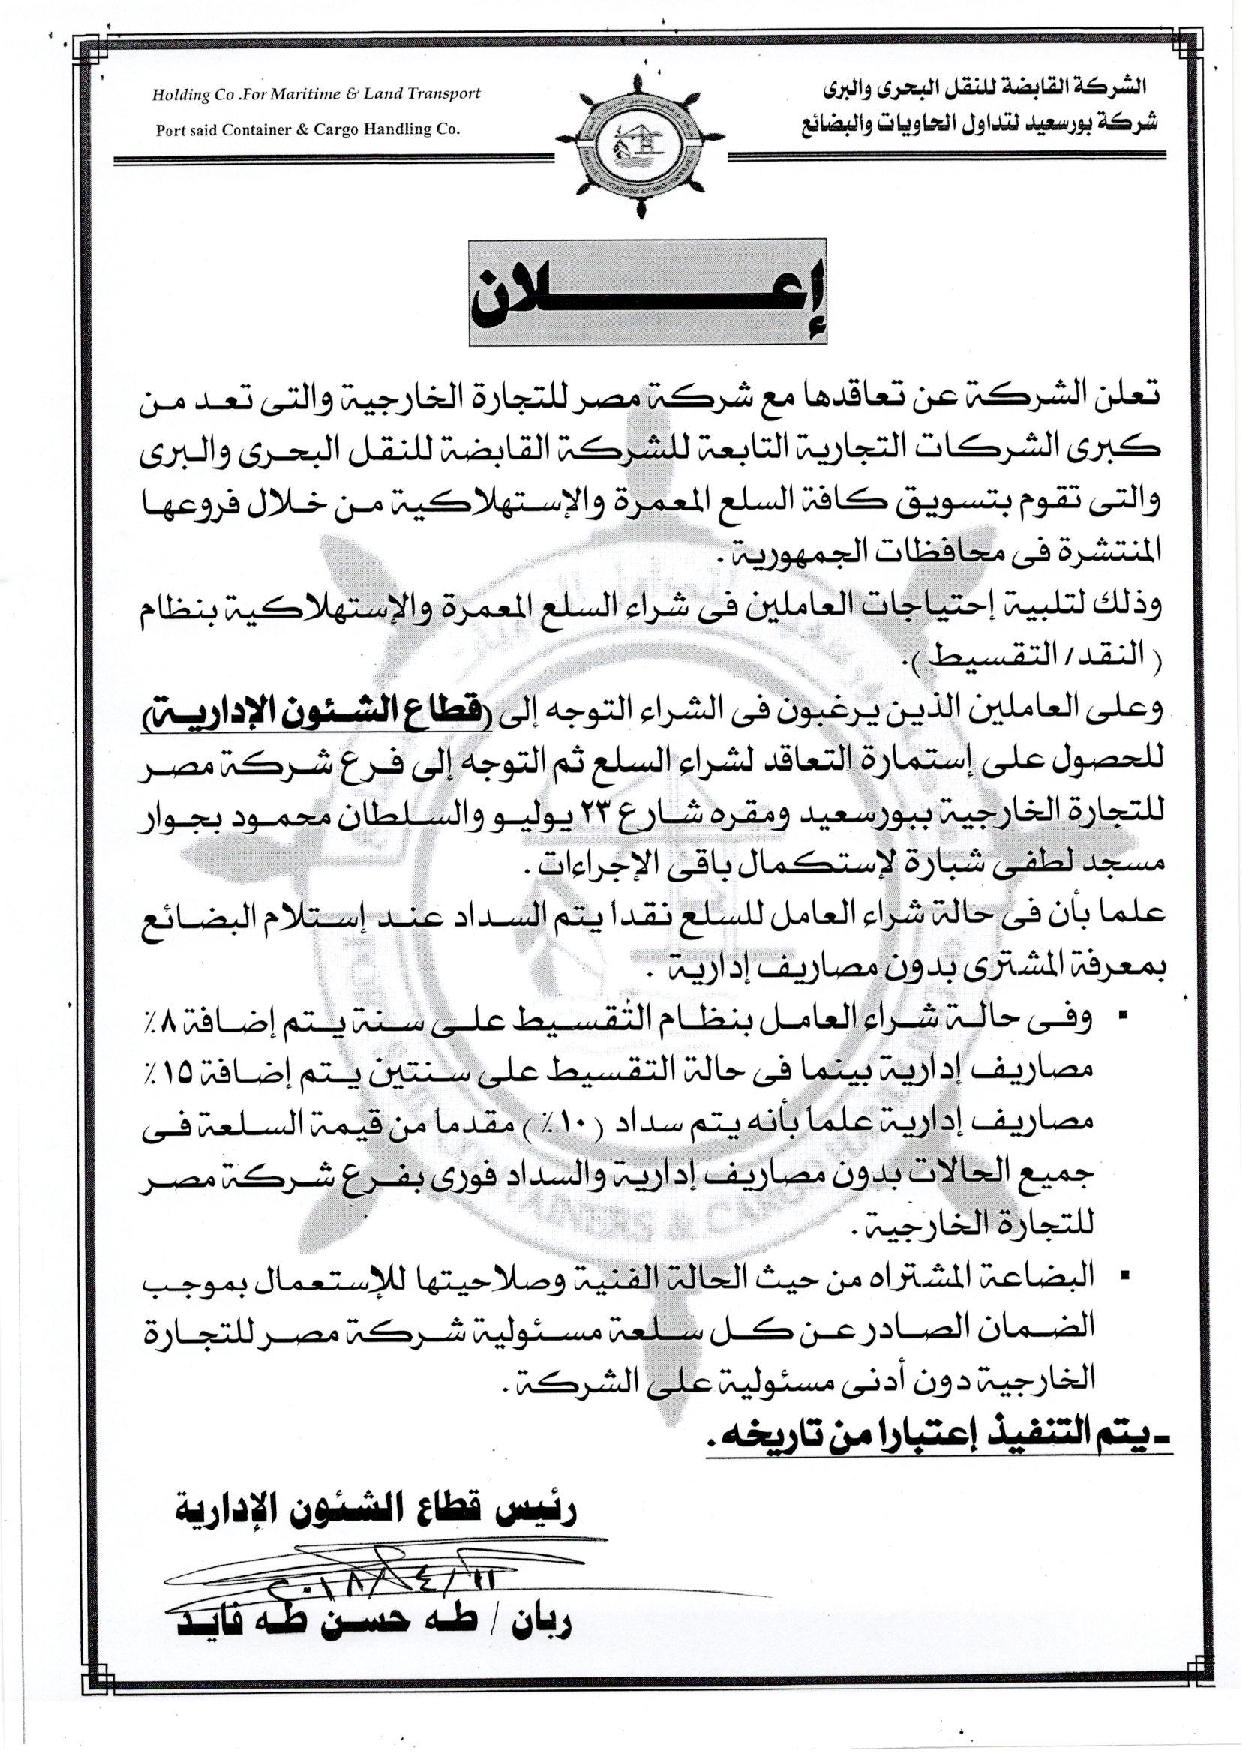 Holding Co .For Maritime & Land Transport
Port said Container & Cargo Handling Co.
الشركة القابضة للنقل البحرى والبرى
شركة بورسعيد لتداول الحاويات والبضائع
إعـــــلان
تعلن الشركة عن تعاقدها مع شركة مصر للتجارة الخارجية والتى تعد من
كبرى الشركات التجارية التابعة للشركة القابضة للنقل البحرى والبرى
والتى تقوم بتسويق كافة السلع المعمرة والإستهلاكية من خلال فروعها
المنتشرة فى محافظات الجمهورية .
وذلك لتلبية إحتياجات العاملين فى شراء السلع المعمرة والإستهلاكية بنظام
( النقد/ التقسيط ).
وعلى العاملين الذين يرغبون فى الشراء التوجه إلى (قطاع الشئون الإدارية)
للحصول على إستمارة التعاقد لشراء السلع ثم التوجه إلى فرع شركة مصر
للتجارة الخارجية ببورسعيد ومقره شارع ٢٣ يوليو والسلطان محمود بجوار
مسجد لطفى شبارة لإستكمال باقى الإجراءات .
علما بأن فى حالة شراء العامل للسلع نقدا يتم السداد عند إستلام البضائع
بمعرفة المشترى بدون مصاريف إدارية .
▪ وفى حالة شراء العامل بنظام التقسيط على سنة يتم إضافة ٨٪
مصاريف إدارية بينما فى حالة التقسيط على سنتين يتم إضافة ١٥٪
مصاريف إدارية علما بأنه يتم سداد (١٠٪) مقدما من قيمة السلعة فى
جميع الحالات بدون مصاريف إدارية والسداد فورى بفرع شركة مصر
للتجارة الخارجية .
▪ البضاعة المشتراه من حيث الحالة الفنية وصلاحيتها للإستعمال بموجب
الضمان الصادر عن كل سلعة مسئولية شركة مصر للتجارة
الخارجية دون أدنى مسئولية على الشركة .
ـ يتم التنفيذ إعتبارا من تاريخه .
رئيس قطاع الشئون الإدارية
٢٠١٨/٤/١١
ربان / طه حسن طه فايد